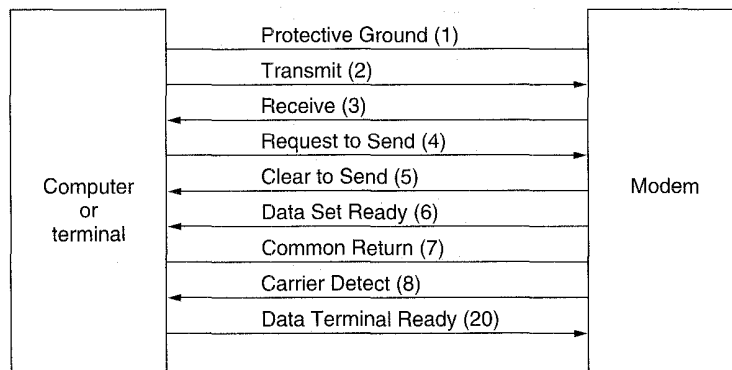 Protective Ground (1)
Transmit (2)
Receive (3)
Request to Send (4)
Clear to Send (5)
Computer
or
terminal
Modem
Data Set Ready (6)
Common Return (7)
Carrier Detect (8)
Data Terminal Ready (20)